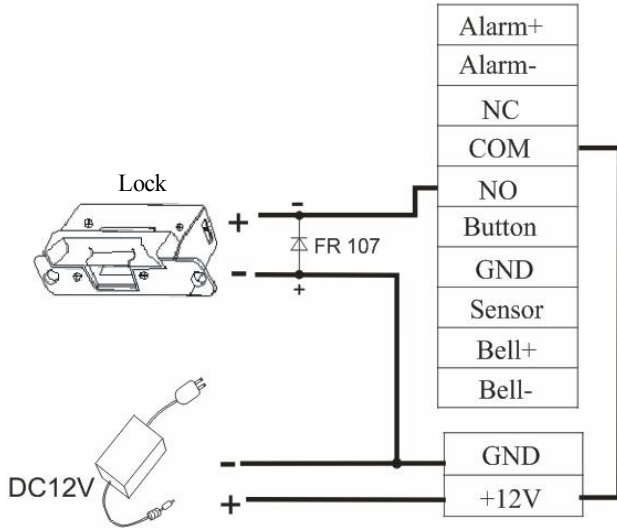 Alarm+
Alarm-
NC
COM
NO
Button
GND
Sensor
Bell+
Bell-
Lock
+
-
-
FR 107
+
DC12V
-
+
GND
+12V